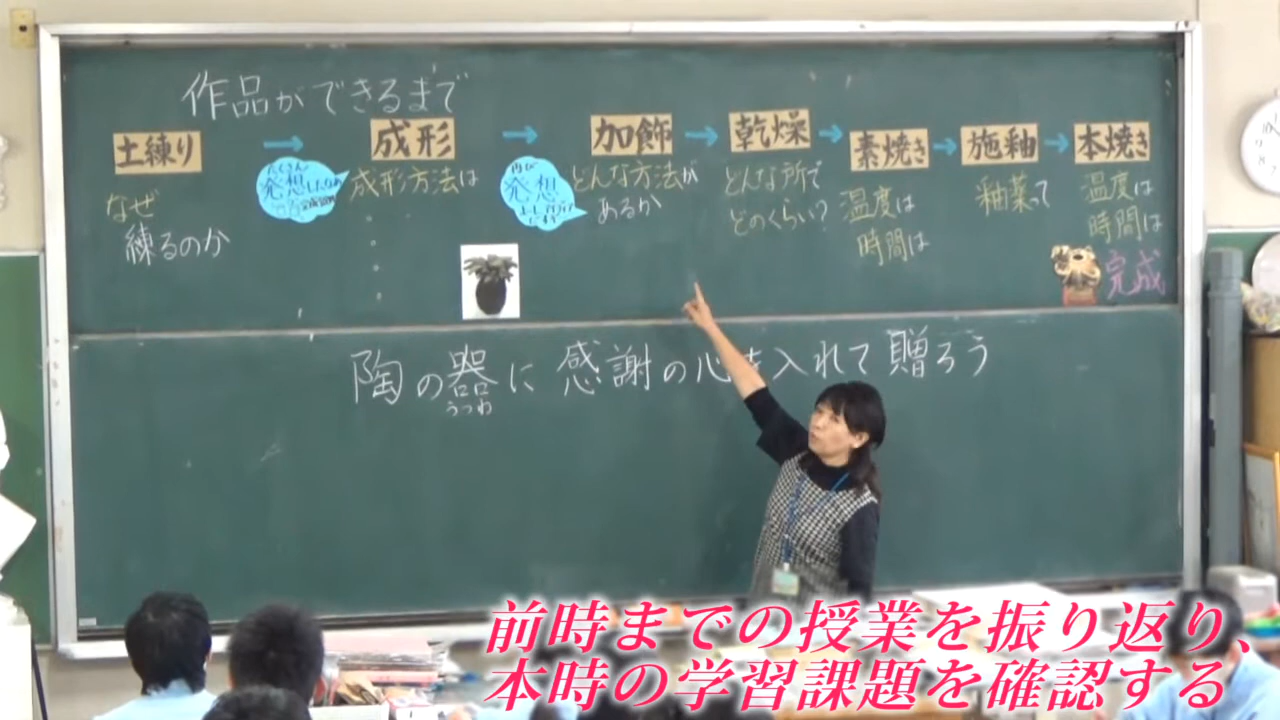 作品ができるまで
土練り → 成形 → 加飾 → 乾燥 → 素焼き → 施釉 → 本焼き
なぜ
練るのか
たくさん
発想
成形方法は
再び
発想
どんな方法が
あるか
どんな所で
どのくらい？
温度は
時間は
釉薬って
温度は
時間は
完成
陶の器に感謝の心を入れて贈ろう
うつわ
前時までの授業を振り返り、
本時の学習課題を確認する